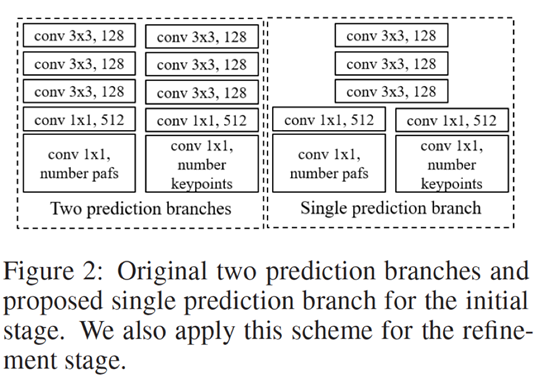 conv 3x3, 128
conv 3x3, 128
conv 3x3, 128
conv 1x1, 512
conv 1x1,
number pafs
conv 3x3, 128
conv 3x3, 128
conv 3x3, 128
conv 1x1, 512
conv 1x1,
number
keypoints
Two prediction branches
conv 3x3, 128
conv 3x3, 128
conv 3x3, 128
conv 1x1, 512
conv 1x1,
number pafs
conv 1x1, 512
conv 1x1,
number
keypoints
Single prediction branch
Figure 2: Original two prediction branches and
proposed single prediction branch for the initial
stage. We also apply this scheme for the refine-
ment stage.